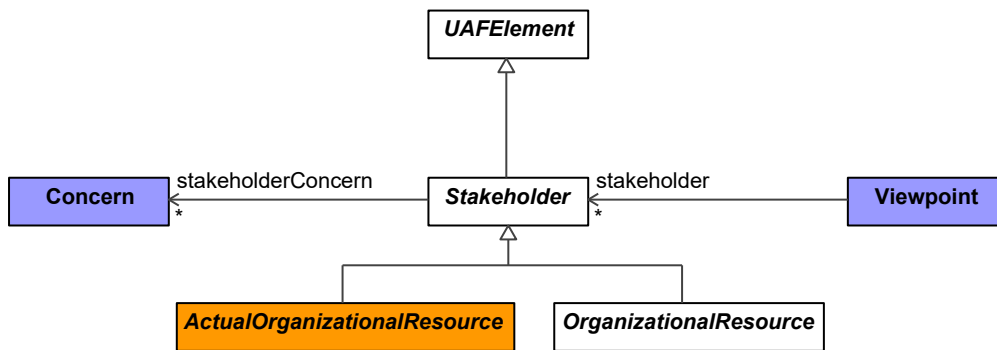 UAFElement
stakeholderConcern
stakeholder
Concern
Stakeholder
Viewpoint
*
*
ActualOrganizationalResource
OrganizationalResource